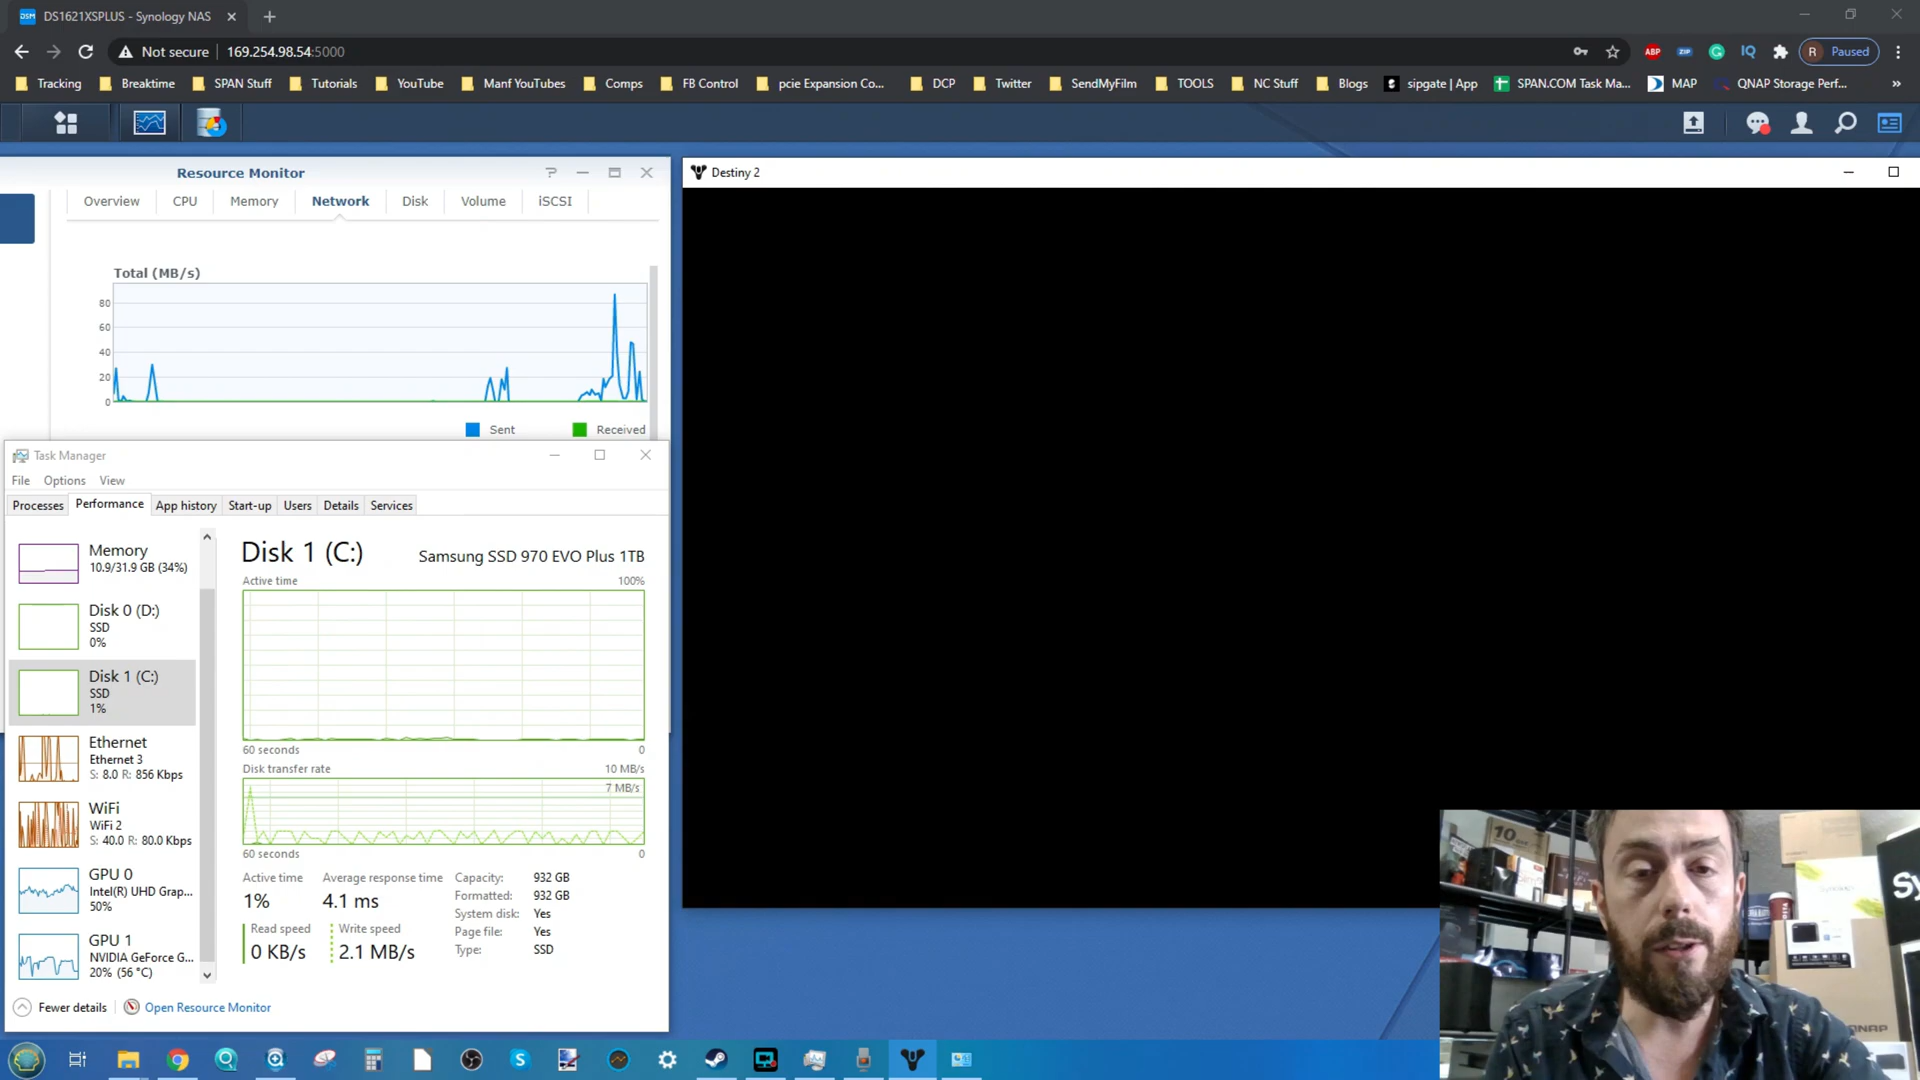 DSM DS1621XSPLUS - Synology NAS
Not secure 169.254.98.54:5000
ABP ZIP IQ R Paused
Tracking Breaktime SPAN Stuff Tutorials YouTube Manf YouTubes Comps FB Control pcie Expansion Co... DCP Twitter SendMyFilm TOOLS NC Stuff Blogs sipgate | App SPAN.COM Task Ma... MAP QNAP Storage Perf... »
Resource Monitor
Destiny 2
Overview CPU Memory Network Disk Volume iSCSI
Total (MB/s)
80
60
40
20
0
Sent Received
Task Manager
File Options View
Processes Performance App history Start-up Users Details Services
Memory
10.9/31.9 GB (34%)
Disk 0 (D:)
SSD
0%
Disk 1 (C:)
SSD
1%
Ethernet
Ethernet 3
S: 8.0 R: 856 Kbps
WiFi
WiFi 2
S: 40.0 R: 80.0 Kbps
GPU 0
Intel(R) UHD Grap...
50%
GPU 1
NVIDIA GeForce G...
20% (56 °C)
Disk 1 (C:) Samsung SSD 970 EVO Plus 1TB
Active time 100%
60 seconds 0
Disk transfer rate 10 MB/s
7 MB/s
60 seconds 0
Active time
1%
Average response time
4.1 ms
Read speed
0 KB/s
Write speed
2.1 MB/s
Capacity: 932 GB
Formatted: 932 GB
System disk: Yes
Page file: Yes
Type: SSD
Fewer details Open Resource Monitor
10
Sy
QNAP